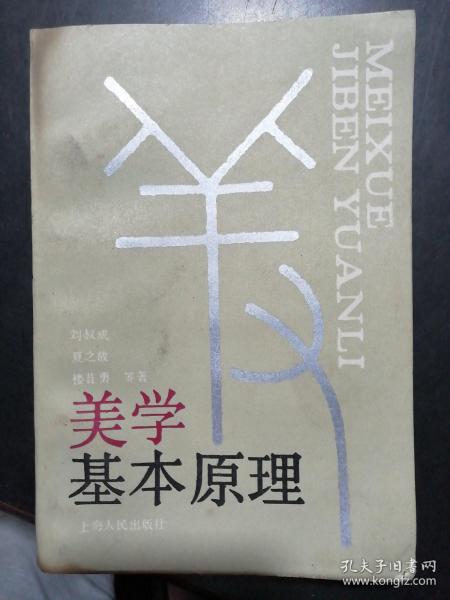 MEIXUE
JIBEN YUANLI
刘叔成
夏之放
楼昔勇 等著
美学
基本原理
上海人民出版社
孔夫子旧书网
www.kongfz.com